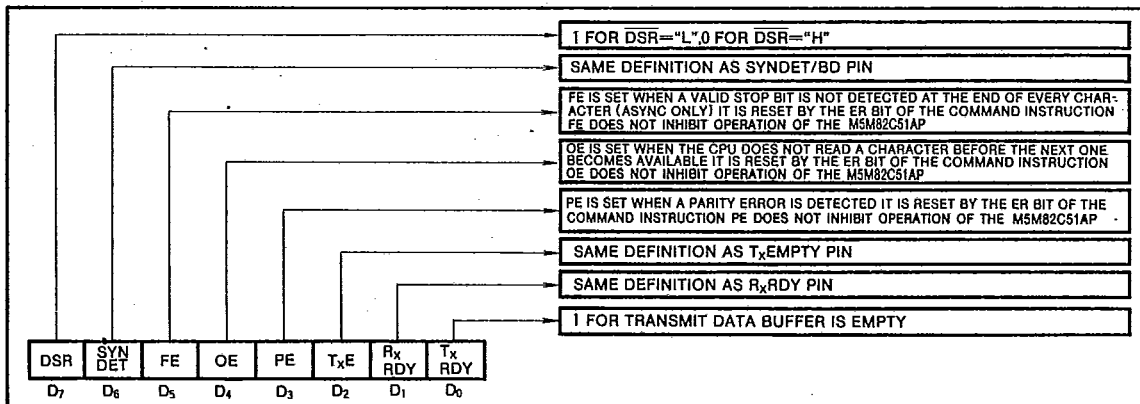 1 FOR DSR="L",0 FOR DSR="H"
SAME DEFINITION AS SYNDET/BD PIN
FE IS SET WHEN A VALID STOP BIT IS NOT DETECTED AT THE END OF EVERY CHAR-
ACTER (ASYNC ONLY) IT IS RESET BY THE ER BIT OF THE COMMAND INSTRUCTION
FE DOES NOT INHIBIT OPERATION OF THE M5M82C51AP
OE IS SET WHEN THE CPU DOES NOT READ A CHARACTER BEFORE THE NEXT ONE
BECOMES AVAILABLE IT IS RESET BY THE ER BIT OF THE COMMAND INSTRUCTION
OE DOES NOT INHIBIT OPERATION OF THE M5M82C51AP
PE IS SET WHEN A PARITY ERROR IS DETECTED IT IS RESET BY THE ER BIT OF THE
COMMAND INSTRUCTION PE DOES NOT INHIBIT OPERATION OF THE M5M82C51AP
SAME DEFINITION AS TxEMPTY PIN
SAME DEFINITION AS RxRDY PIN
1 FOR TRANSMIT DATA BUFFER IS EMPTY
DSR SYN DET FE OE PE TxE Rx RDY Tx RDY
D7 D6 D5 D4 D3 D2 D1 D0